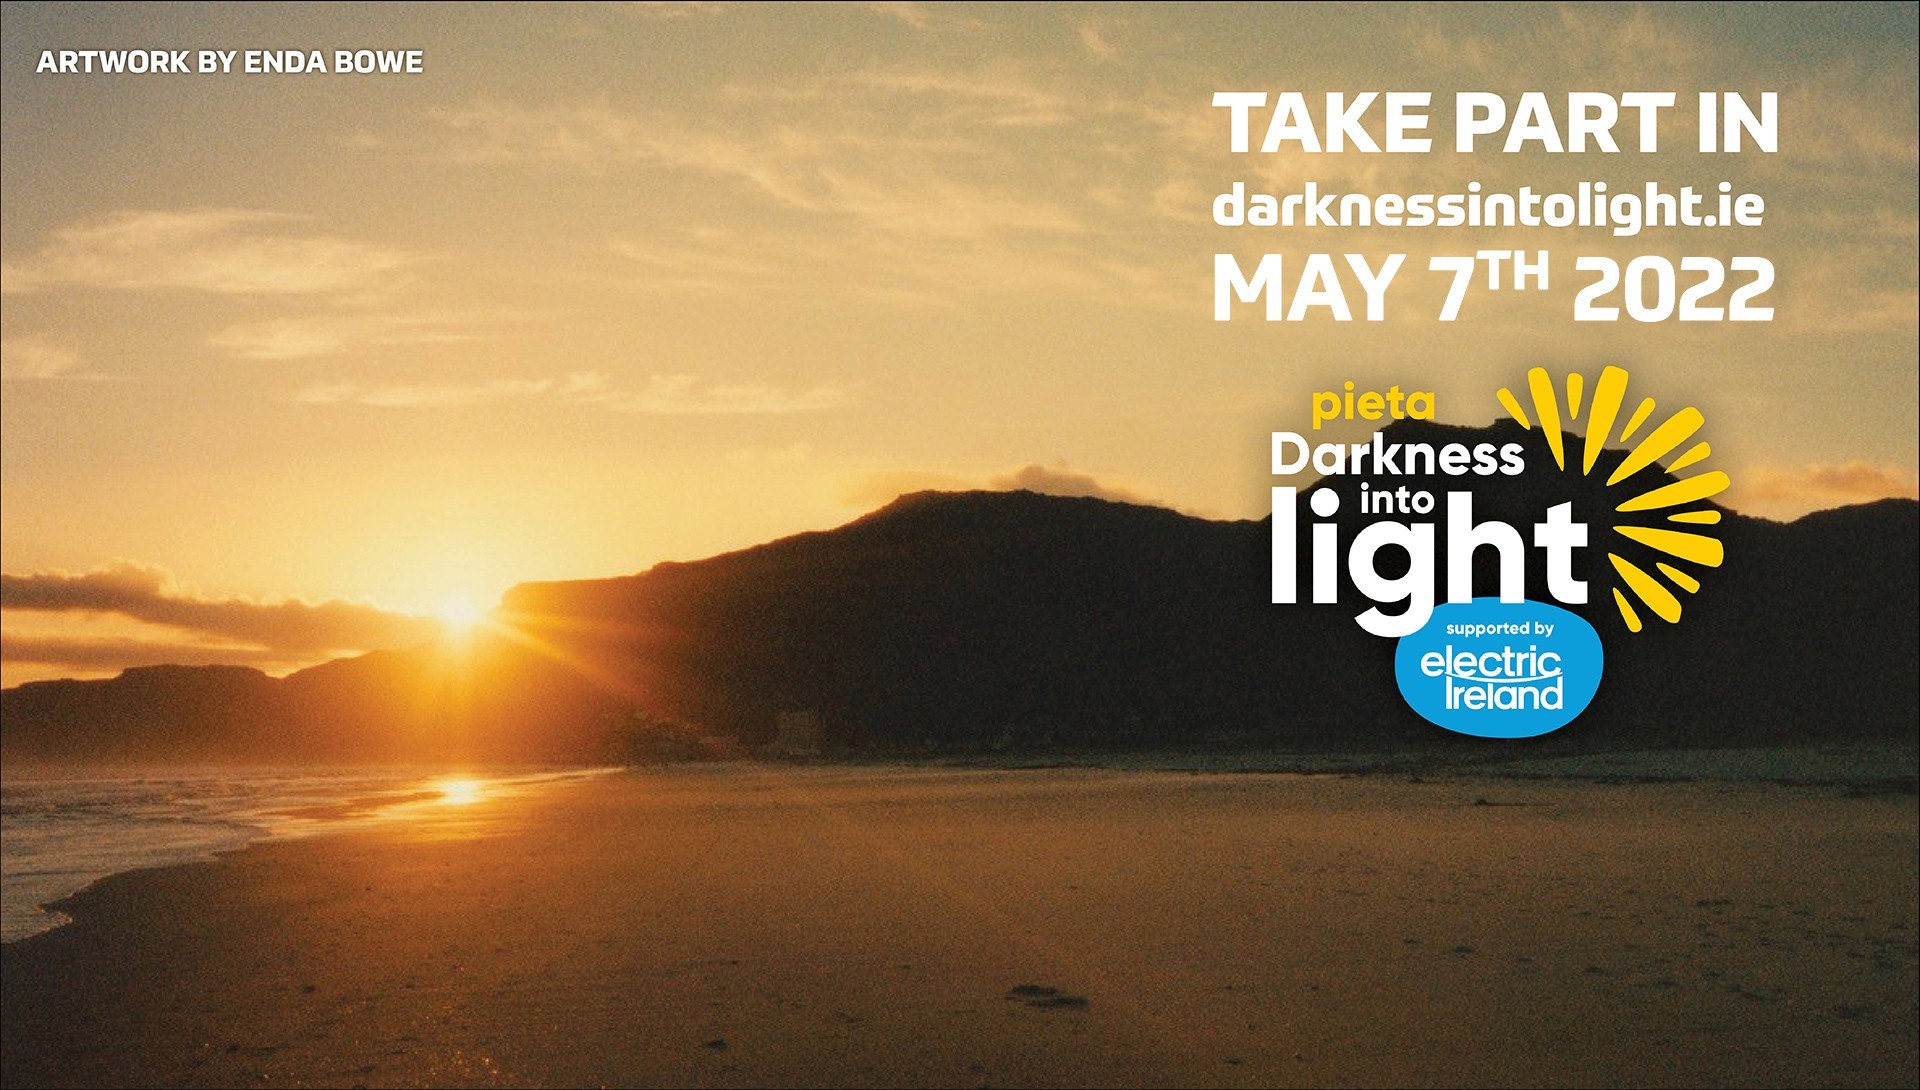 ARTWORK BY ENDA BOWE
TAKE PART IN
darknessintolight.ie
MAY 7TH 2022
pieta
Darkness
into
light
supported by
electric
Ireland